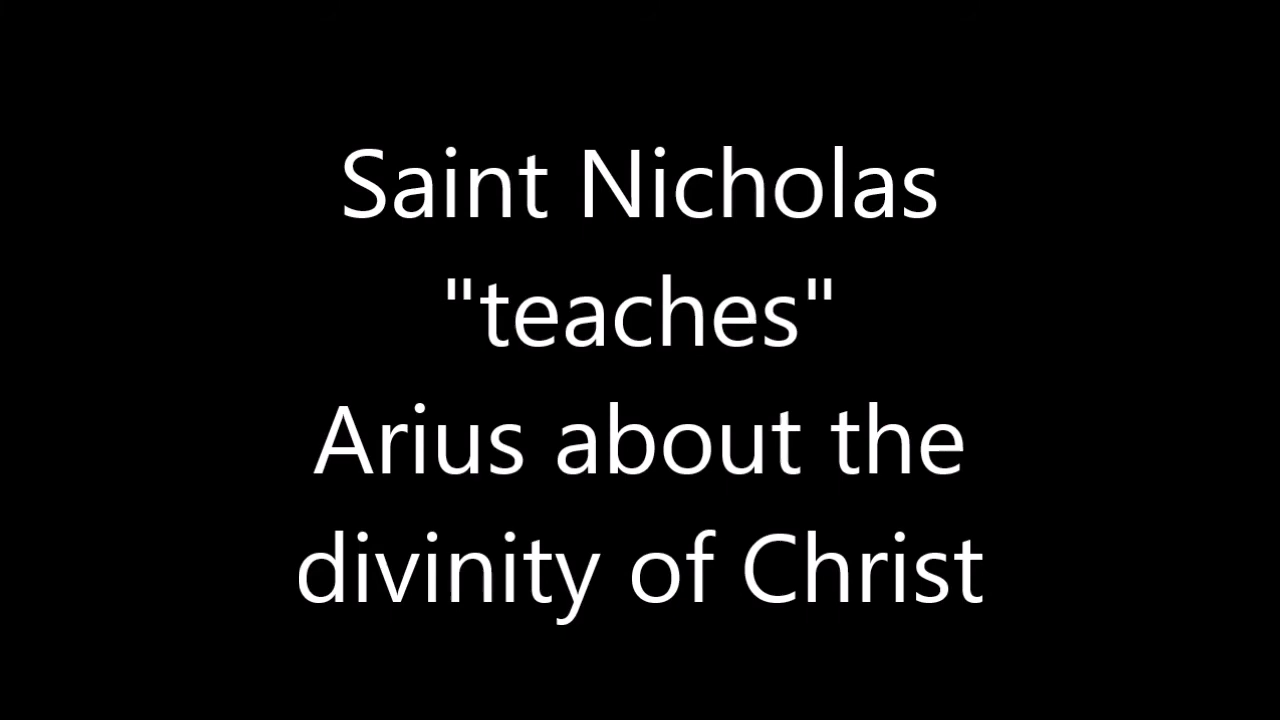 Saint Nicholas
"teaches"
Arius about the
divinity of Christ